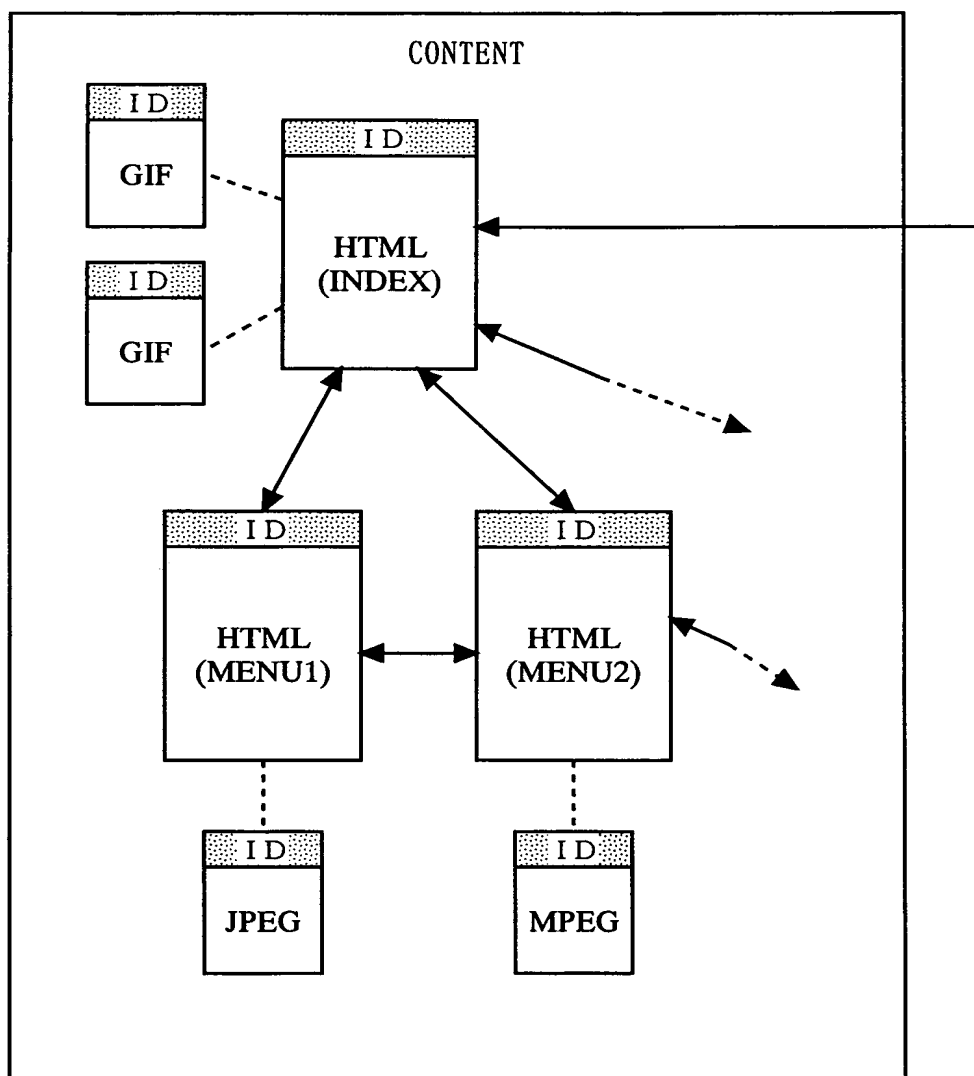 CONTENT
ID
GIF
ID
HTML
(INDEX)
ID
GIF
ID
HTML
(MENU1)
ID
HTML
(MENU2)
ID
JPEG
ID
MPEG